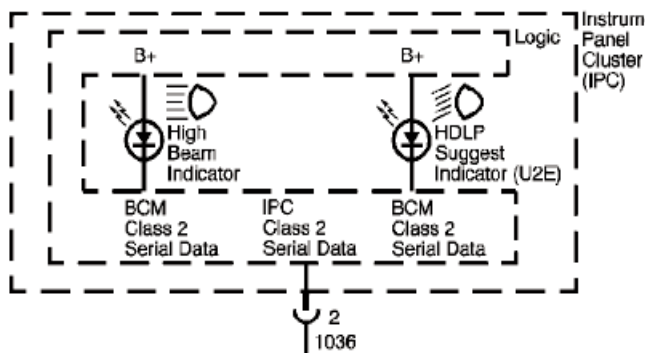 Instrum
Panel
Cluster
(IPC)
Logic
B+
B+
High
Beam
Indicator
HDLP
Suggest
Indicator (U2E)
BCM
Class 2
Serial Data
IPC
Class 2
Serial Data
BCM
Class 2
Serial Data
2
1036